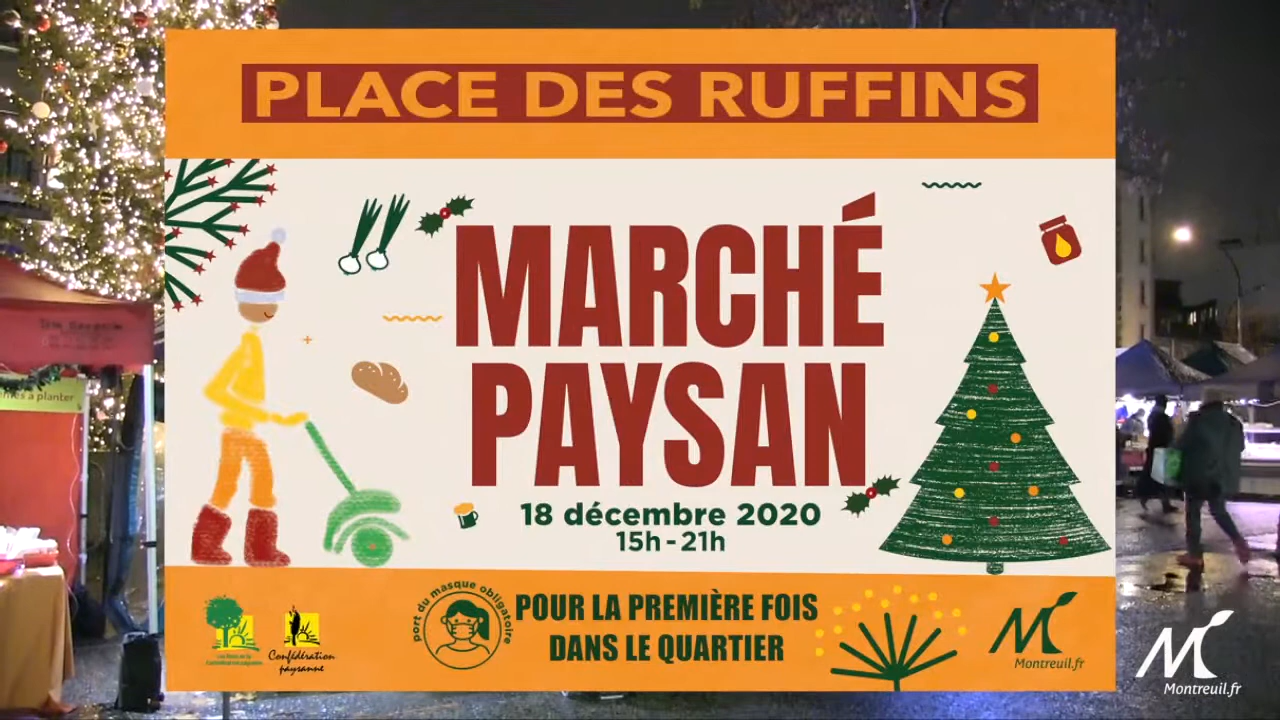 PLACE DES RUFFINS
MARCHÉ
PAYSAN
18 décembre 2020
15h - 21h
port du masque obligatoire
POUR LA PREMIÈRE FOIS
DANS LE QUARTIER
Confédération
paysanne
Montreuil.fr
Montreuil.fr
à planter